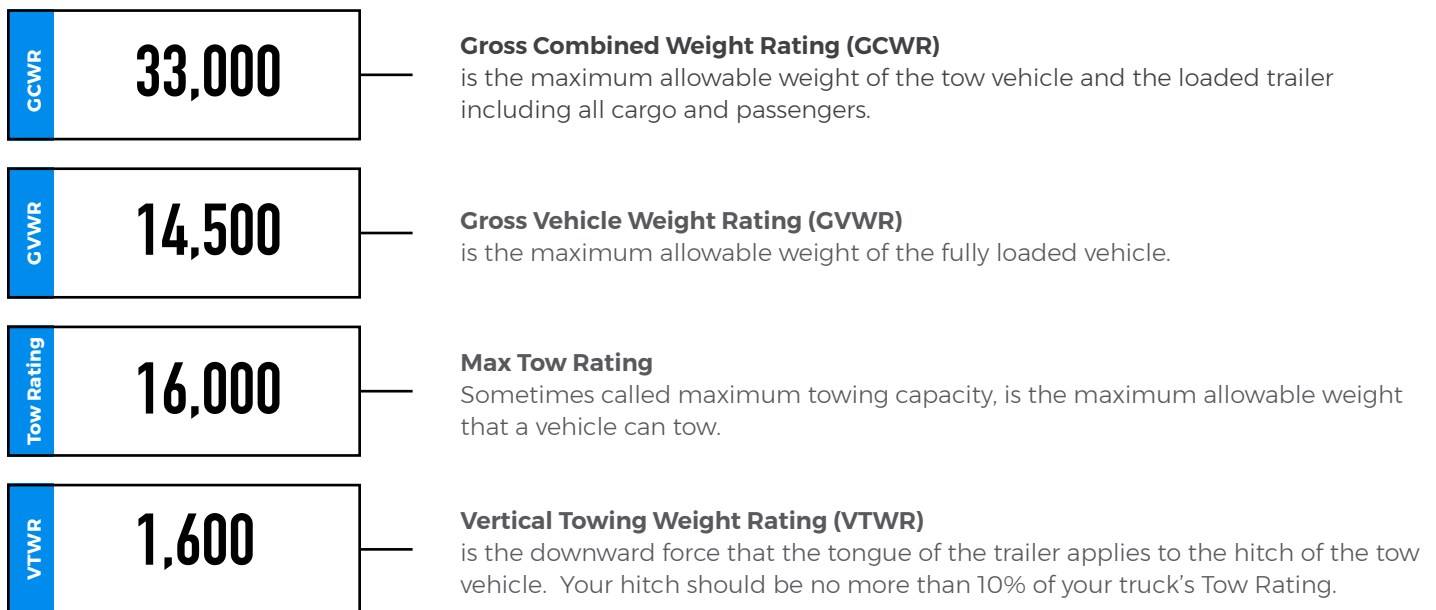 GCWR
33,000
Gross Combined Weight Rating (GCWR)
is the maximum allowable weight of the tow vehicle and the loaded trailer
including all cargo and passengers.
GVWR
14,500
Gross Vehicle Weight Rating (GVWR)
is the maximum allowable weight of the fully loaded vehicle.
Tow Rating
16,000
Max Tow Rating
Sometimes called maximum towing capacity, is the maximum allowable weight
that a vehicle can tow.
VTWR
1,600
Vertical Towing Weight Rating (VTWR)
is the downward force that the tongue of the trailer applies to the hitch of the tow
vehicle.  Your hitch should be no more than 10% of your truck's Tow Rating.